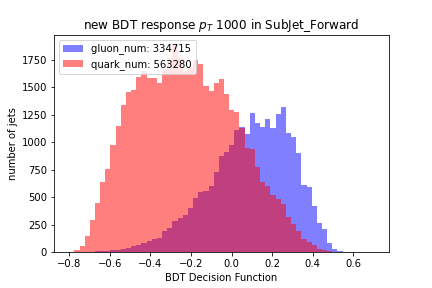 new BDT response p_T 1000 in SubJet_Forward
gluon_num: 334715
quark_num: 563280
number of jets
1750
1500
1250
1000
750
500
250
0
−0.8 −0.6 −0.4 −0.2 0.0 0.2 0.4 0.6
BDT Decision Function